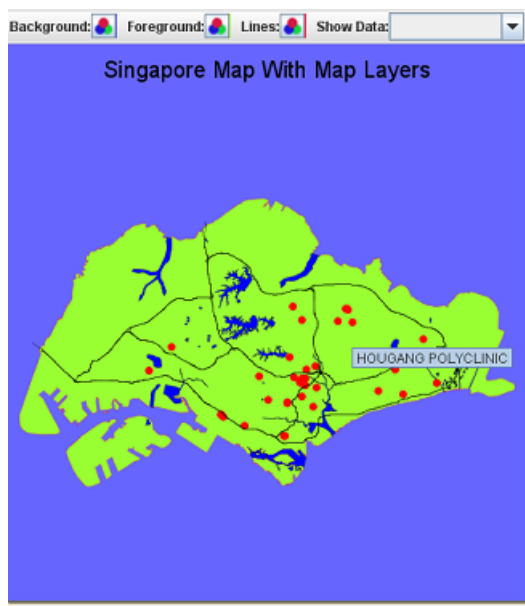 Background: Foreground: Lines: Show Data:
Singapore Map With Map Layers
HOUGANG POLYCLINIC